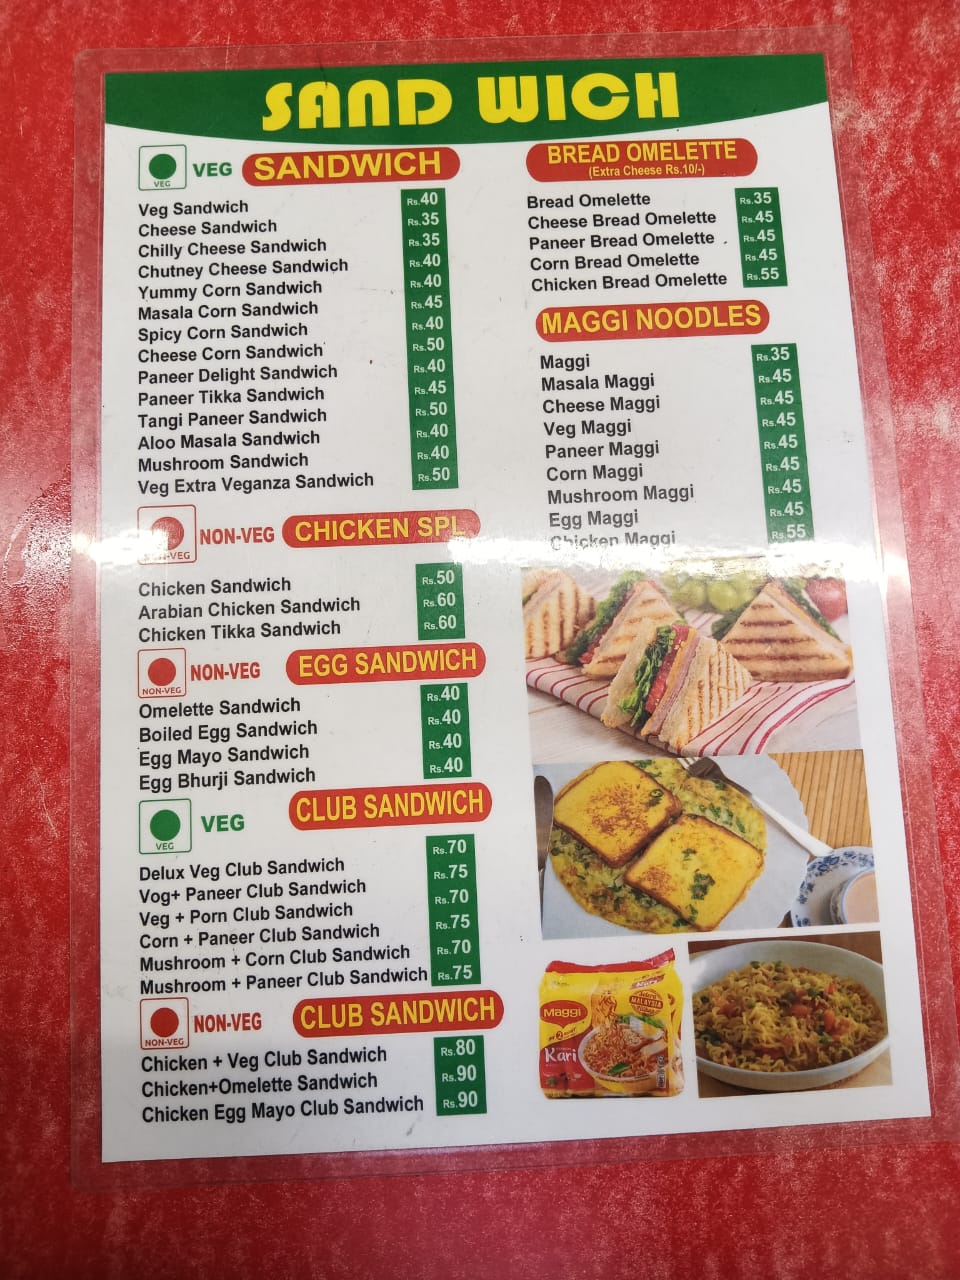 SAND WICH
VEG
VEG SANDWICH
Veg Sandwich Rs.40
Cheese Sandwich Rs.35
Chilly Cheese Sandwich Rs.35
Chutney Cheese Sandwich Rs.40
Yummy Corn Sandwich Rs.40
Masala Corn Sandwich Rs.45
Spicy Corn Sandwich Rs.40
Cheese Corn Sandwich Rs.50
Paneer Delight Sandwich Rs.40
Paneer Tikka Sandwich Rs.45
Tangi Paneer Sandwich Rs.50
Aloo Masala Sandwich Rs.40
Mushroom Sandwich Rs.40
Veg Extra Veganza Sandwich Rs.50
NON-VEG
NON-VEG CHICKEN SPL
Chicken Sandwich Rs.50
Arabian Chicken Sandwich Rs.60
Chicken Tikka Sandwich Rs.60
NON-VEG
NON-VEG EGG SANDWICH
Omelette Sandwich Rs.40
Boiled Egg Sandwich Rs.40
Egg Mayo Sandwich Rs.40
Egg Bhurji Sandwich Rs.40
VEG
VEG CLUB SANDWICH
Delux Veg Club Sandwich Rs.70
Vog+ Paneer Club Sandwich Rs.75
Veg + Porn Club Sandwich Rs.70
Corn + Paneer Club Sandwich Rs.75
Mushroom + Corn Club Sandwich Rs.70
Mushroom + Paneer Club Sandwich Rs.75
NON-VEG
NON-VEG CLUB SANDWICH
Chicken + Veg Club Sandwich Rs.80
Chicken+Omelette Sandwich Rs.90
Chicken Egg Mayo Club Sandwich Rs.90
BREAD OMELETTE
(Extra Cheese Rs.10/-)
Bread Omelette Rs.35
Cheese Bread Omelette Rs.45
Paneer Bread Omelette Rs.45
Corn Bread Omelette Rs.45
Chicken Bread Omelette Rs.55
MAGGI NOODLES
Maggi Rs.35
Masala Maggi Rs.45
Cheese Maggi Rs.45
Veg Maggi Rs.45
Paneer Maggi Rs.45
Corn Maggi Rs.45
Mushroom Maggi Rs.45
Egg Maggi Rs.45
Chicken Maggi Rs.55
Maggi
MALAYSIA
Kari